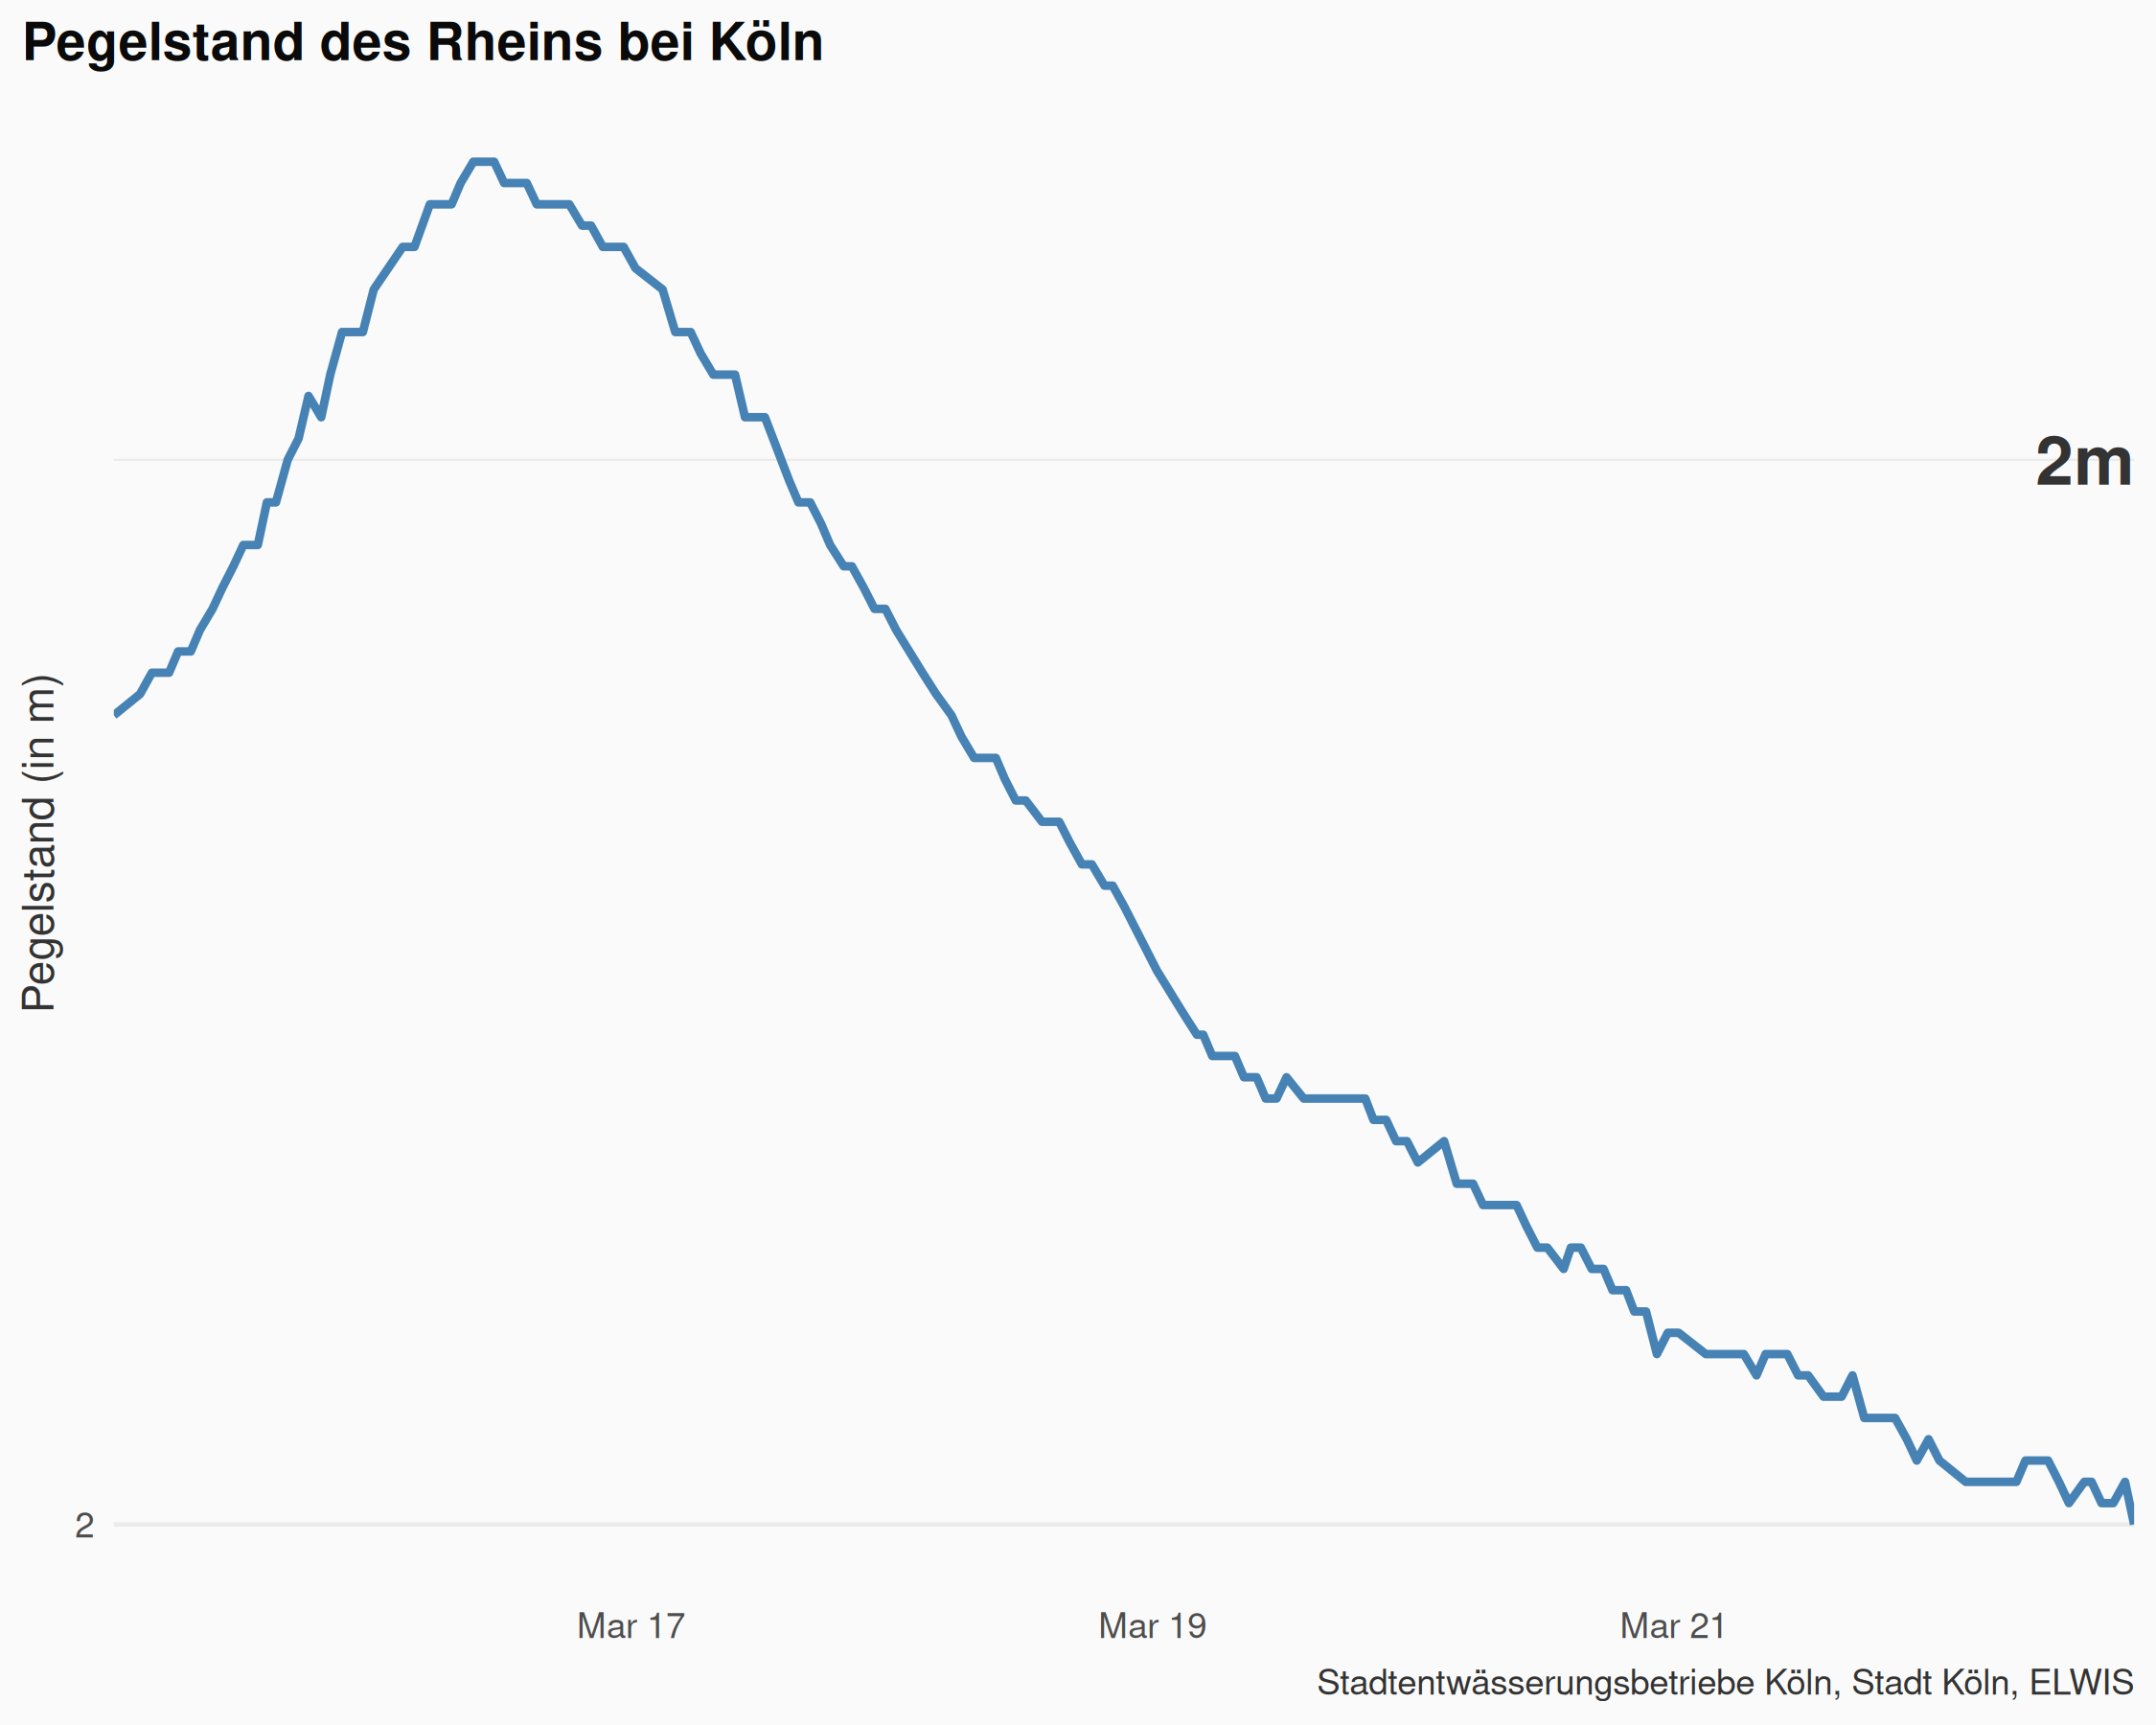 Pegelstand des Rheins bei Köln
2m
Pegelstand (in m)
2
Mar 17
Mar 19
Mar 21
Stadtentwässerungsbetriebe Köln, Stadt Köln, ELWIS